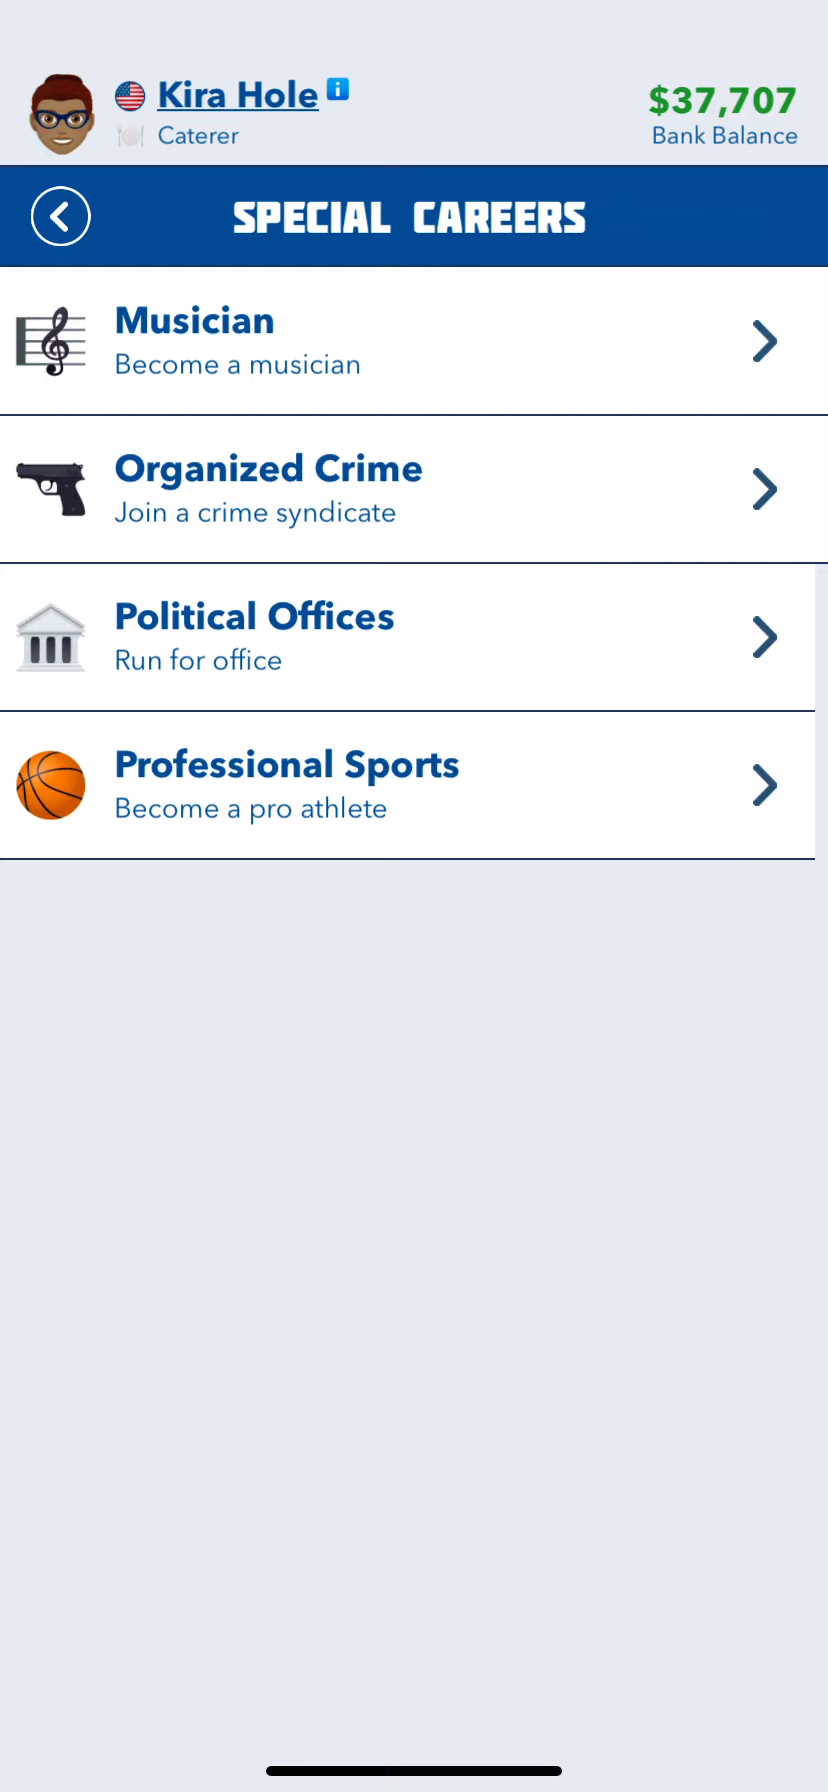 Kira Hole
$37,707
Caterer
Bank Balance
SPECIAL CAREERS
Musician
Become a musician
Organized Crime
Join a crime syndicate
Political Offices
Run for office
Professional Sports
Become a pro athlete